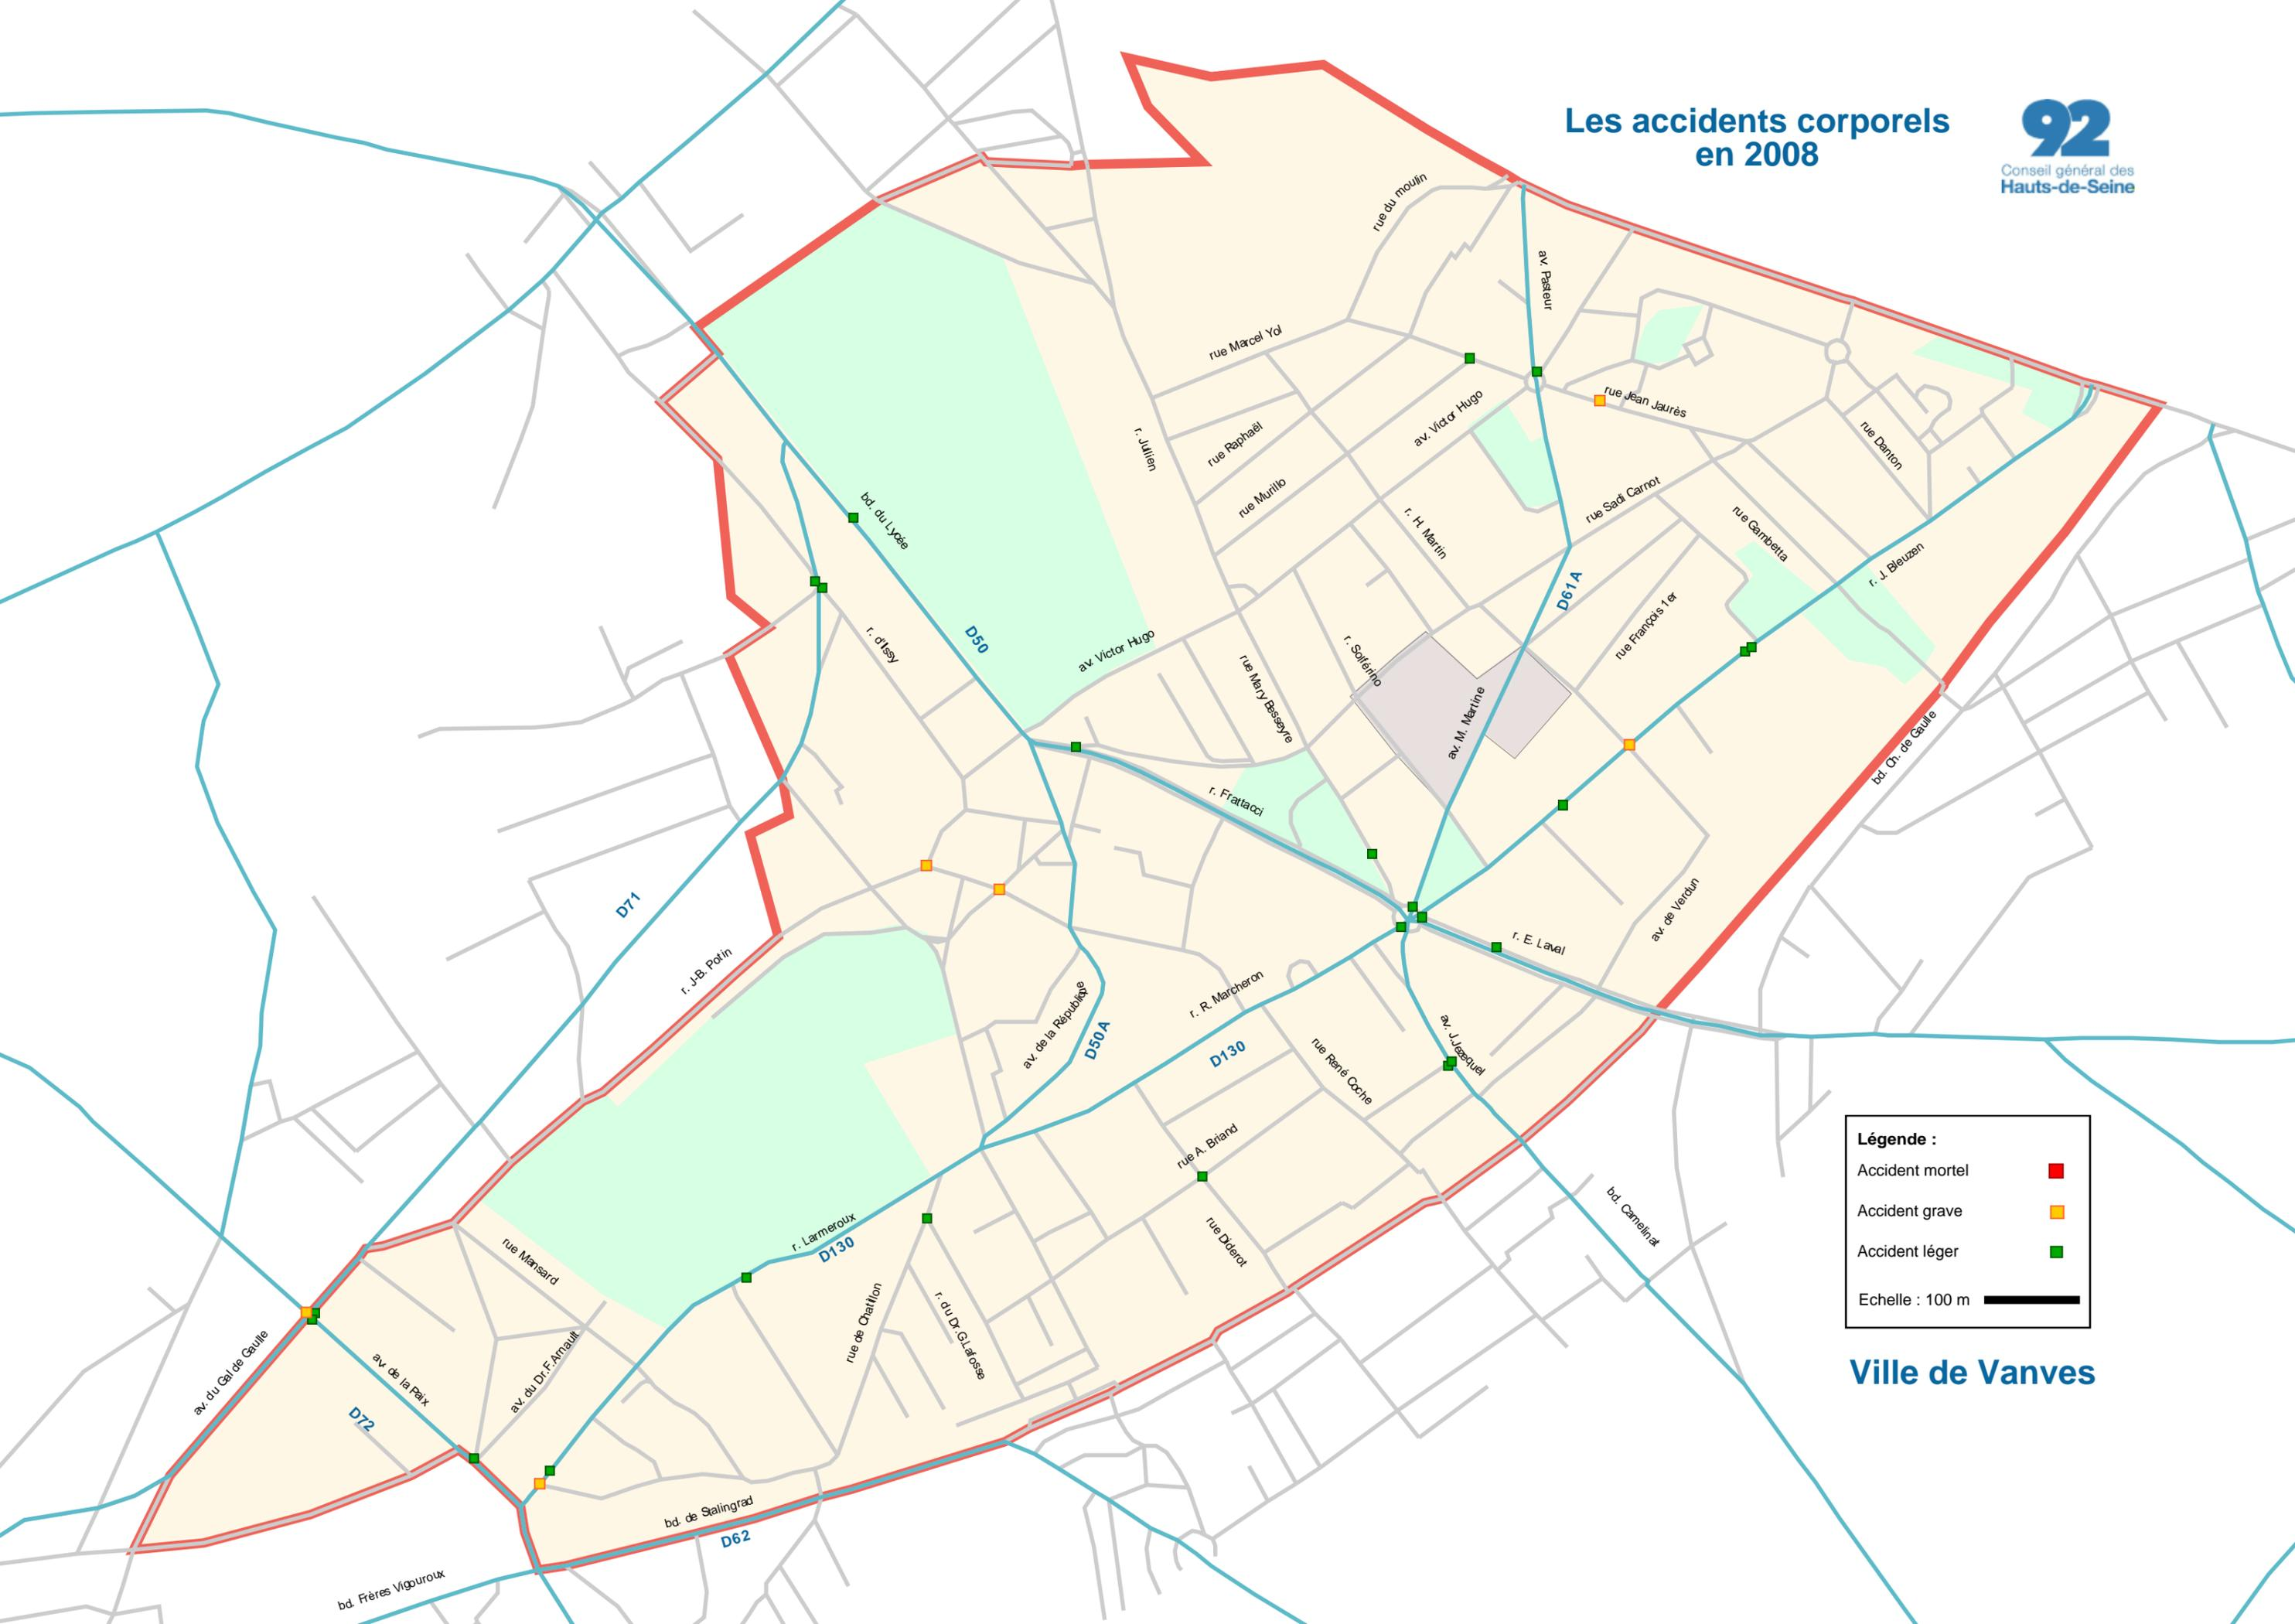 Les accidents corporels
en 2008
92
Conseil général des
Hauts-de-Seine
rue du moulin
av. Pasteur
rue Marcel Yol
rue Jean Jaurès
av. Victor Hugo
rue Raphaël
r. Jullien
rue Danton
rue Murillo
rue Sadi Carnot
bd. du Lycée
r. H. Martin
rue Gambetta
r. J. Bleuzen
D61A
rue François 1er
D50
r. d'Issy
av. Victor Hugo
r. Solférino
rue Mary Besseyre
av. M. Martine
bd. Ch. de Gaulle
r. Frattacci
D71
av. de Verdun
r. E. Laval
r. J-B. Potin
r. R. Marcheron
av. de la République
D50A
D130
av. J.Jezequel
rue René Coche
rue A. Briand
rue Diderot
bd. Camelinat
r. Larmeroux
D130
rue Mansard
rue de Chatillon
r. du Dr.G.Lafosse
av. du Gal de Gaulle
av. de la Paix
av. du Dr.F.Arnault
D72
bd. de Stalingrad
D62
bd. Frères Vigouroux
Légende :
Accident mortel
Accident grave
Accident léger
Echelle : 100 m
Ville de Vanves